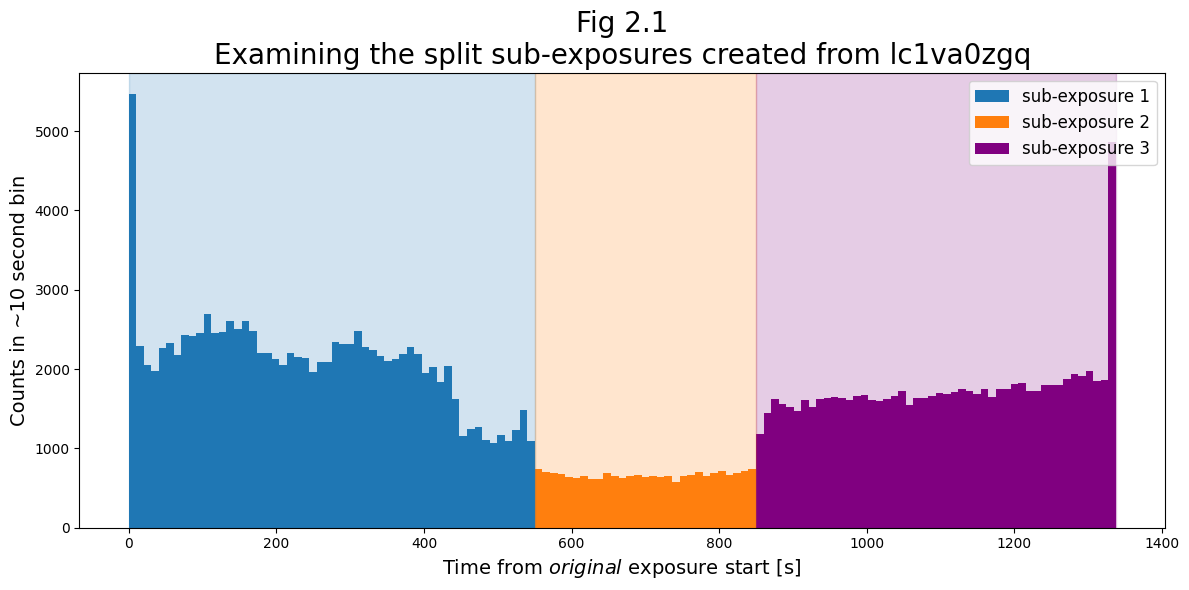 Fig 2.1
Examining the split sub-exposures created from lc1va0zgq
sub-exposure 1
sub-exposure 2
sub-exposure 3
Counts in ~10 second bin
5000
4000
3000
2000
1000
0
0 200 400 600 800 1000 1200 1400
Time from original exposure start [s]